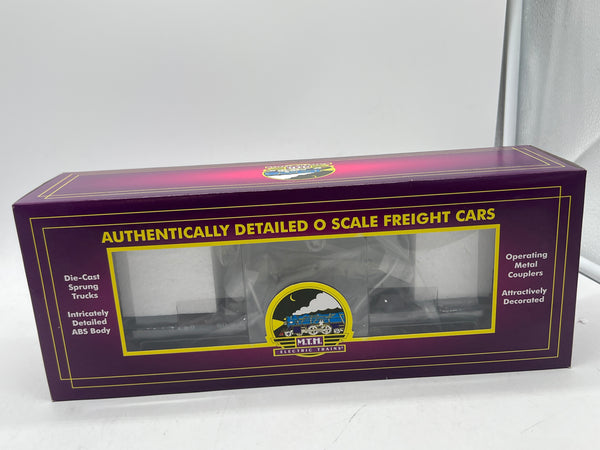 AUTHENTICALLY DETAILED O SCALE FREIGHT CARS
Die-Cast
Sprung
Trucks
Intricately
Detailed
ABS Body
Operating
Metal
Couplers
Attractively
Decorated
M.T.H.
ELECTRIC TRAINS